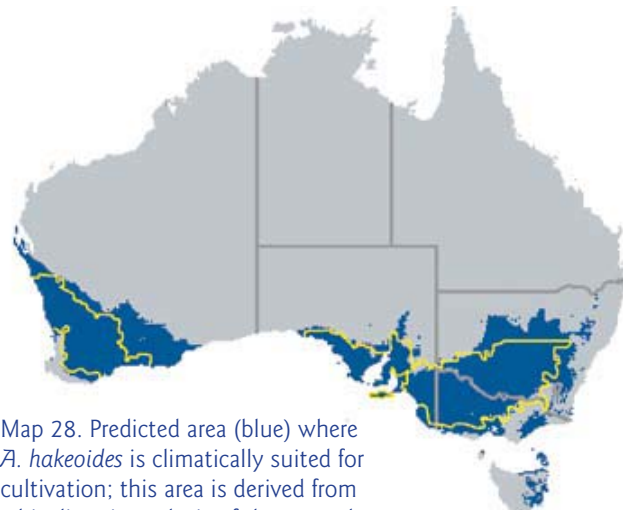 Map 28. Predicted area (blue) where
A. hakeoides is climatically suited for
cultivation; this area is derived from